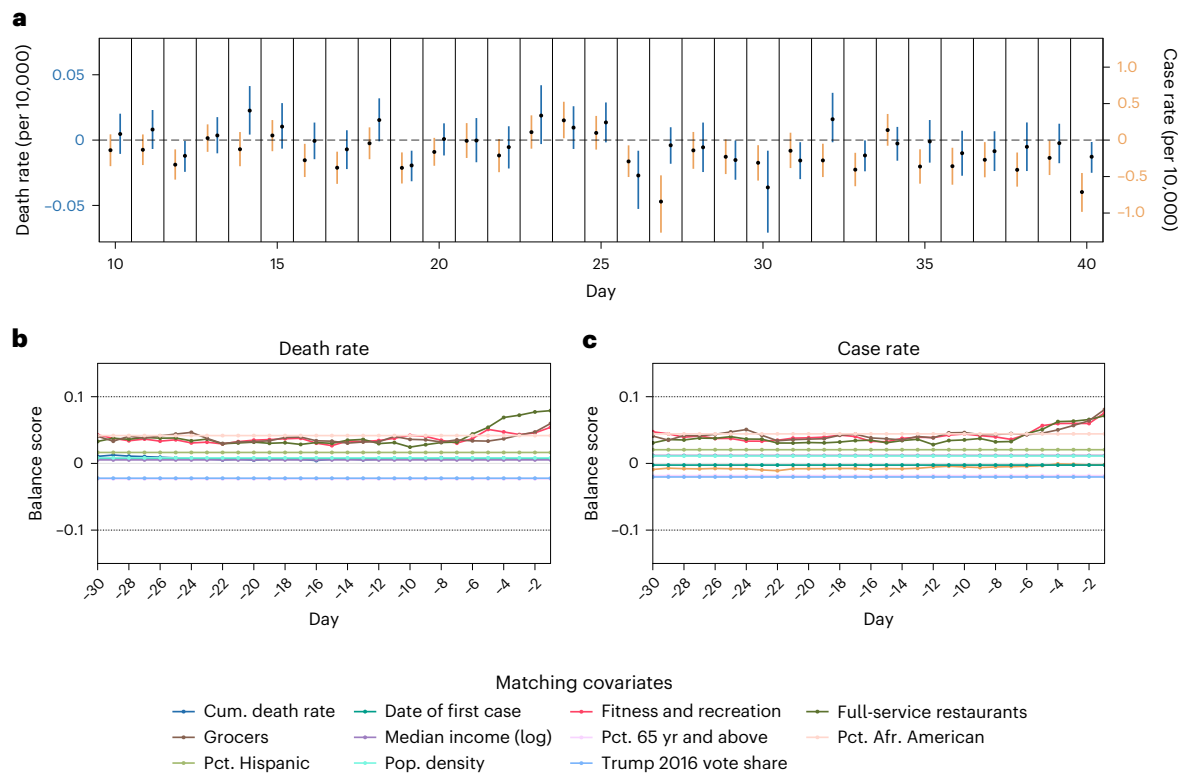 a
Death rate (per 10,000)
0.05
0
−0.05
1.0
0.5
0
−0.5
−1.0
Case rate (per 10,000)
10 15 20 25 30 35 40
Day
b
Death rate
Balance score
0.1
0
−0.1
−30 −28 −26 −24 −22 −20 −18 −16 −14 −12 −10 −8 −6 −4 −2
Day
c
Case rate
Balance score
0.1
0
−0.1
−30 −28 −26 −24 −22 −20 −18 −16 −14 −12 −10 −8 −6 −4 −2
Day
Matching covariates
Cum. death rate Date of first case Fitness and recreation Full-service restaurants
Grocers Median income (log) Pct. 65 yr and above Pct. Afr. American
Pct. Hispanic Pop. density Trump 2016 vote share